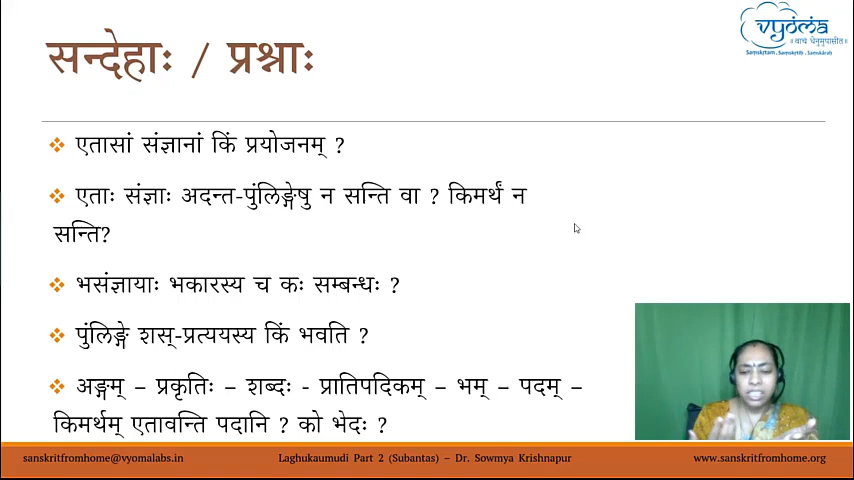 सन्देहाः / प्रश्नाः
vyoma
॥ वाचं धेनुमुपासीत ॥
Samskrtam . Samskrtih . Samskarah
❖ एतासां संज्ञानां किं प्रयोजनम् ?
❖ एताः संज्ञाः अदन्त-पुंलिङ्गेषु न सन्ति वा ? किमर्थं न
सन्ति?
❖ भसंज्ञायाः भकारस्य च कः सम्बन्धः ?
❖ पुंलिङ्गे शस्-प्रत्ययस्य किं भवति ?
❖ अङ्गम् – प्रकृतिः – शब्दः - प्रातिपदिकम् – भम् – पदम् –
किमर्थम् एतावन्ति पदानि ? को भेदः ?
sanskritfromhome@vyomalabs.in
Laghukaumudi Part 2 (Subantas) – Dr. Sowmya Krishnapur
www.sanskritfromhome.org